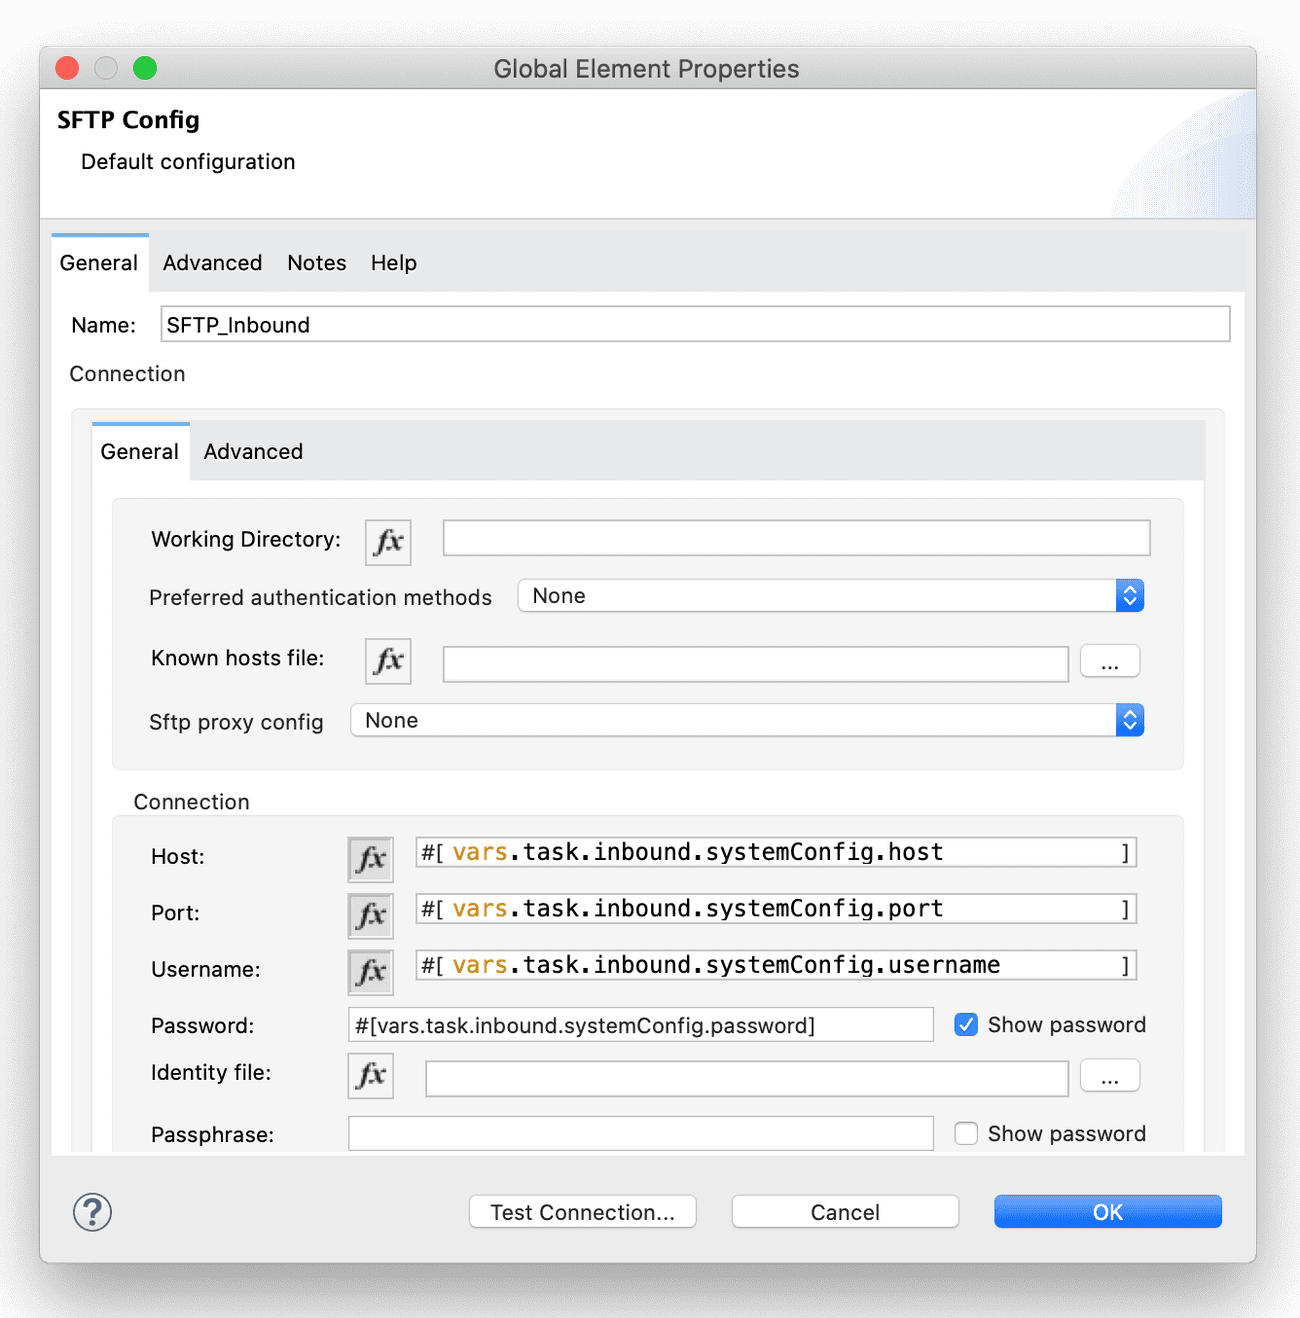 Global Element Properties
SFTP Config
Default configuration
General Advanced Notes Help
Name: SFTP_Inbound
Connection
General Advanced
Working Directory: fx
Preferred authentication methods None
Known hosts file: fx ...
Sftp proxy config None
Connection
Host: fx #[ vars.task.inbound.systemConfig.host ]
Port: fx #[ vars.task.inbound.systemConfig.port ]
Username: fx #[ vars.task.inbound.systemConfig.username ]
Password: #[vars.task.inbound.systemConfig.password] Show password
Identity file: fx ...
Passphrase: Show password
? Test Connection... Cancel OK